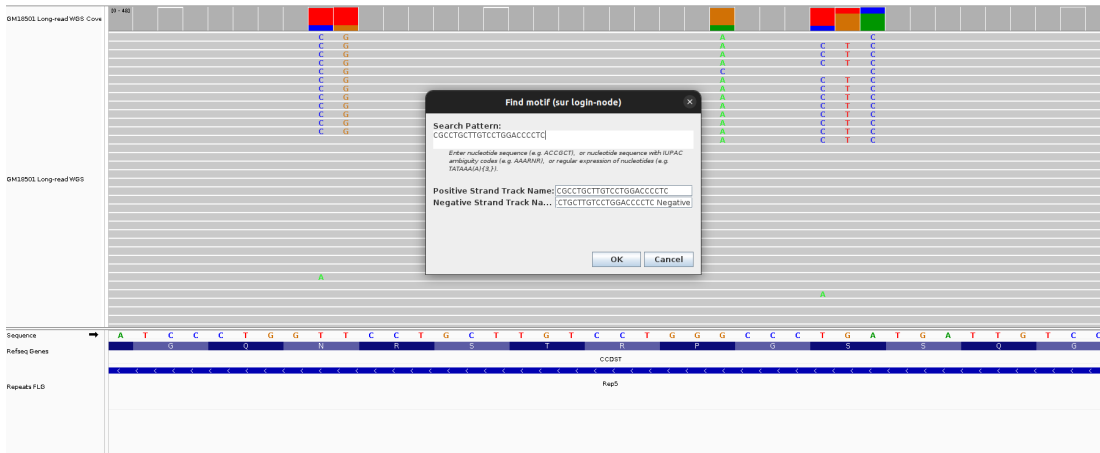 GM18501 Long-read WGS Cove
[0 - 48]
C G A C T C
C G
C G A C T C
C G A C T
C G A C T C
C G C C
C G A C T C
C G A C T C
C G A C T C
C G A C T C
C G A C T C
C G A C T C
A C T C
Find motif (sur login-node)
Search Pattern:
CGCCTGCTTGTCCTGGACCCCTC
Enter nucleotide sequence (e.g. ACCGCT), or nucleotide sequence with IUPAC
ambiguity codes (e.g. AAARNR), or regular expression of nucleotides (e.g.
TATAAA(A){3,}).
GM18501 Long-read WGS
Positive Strand Track Name: CGCCTGCTTGTCCTGGACCCCTC
Negative Strand Track Na... CTGCTTGTCCTGGACCCCTC Negative
OK Cancel
A
A
Sequence A T C C C T G G T T C C T G C T T G T C C T G G G C C C T G A T G A T T G T C C
Refseq Genes G Q N R S T R P G S S Q G
CCDST
Repeats FLG Rep5